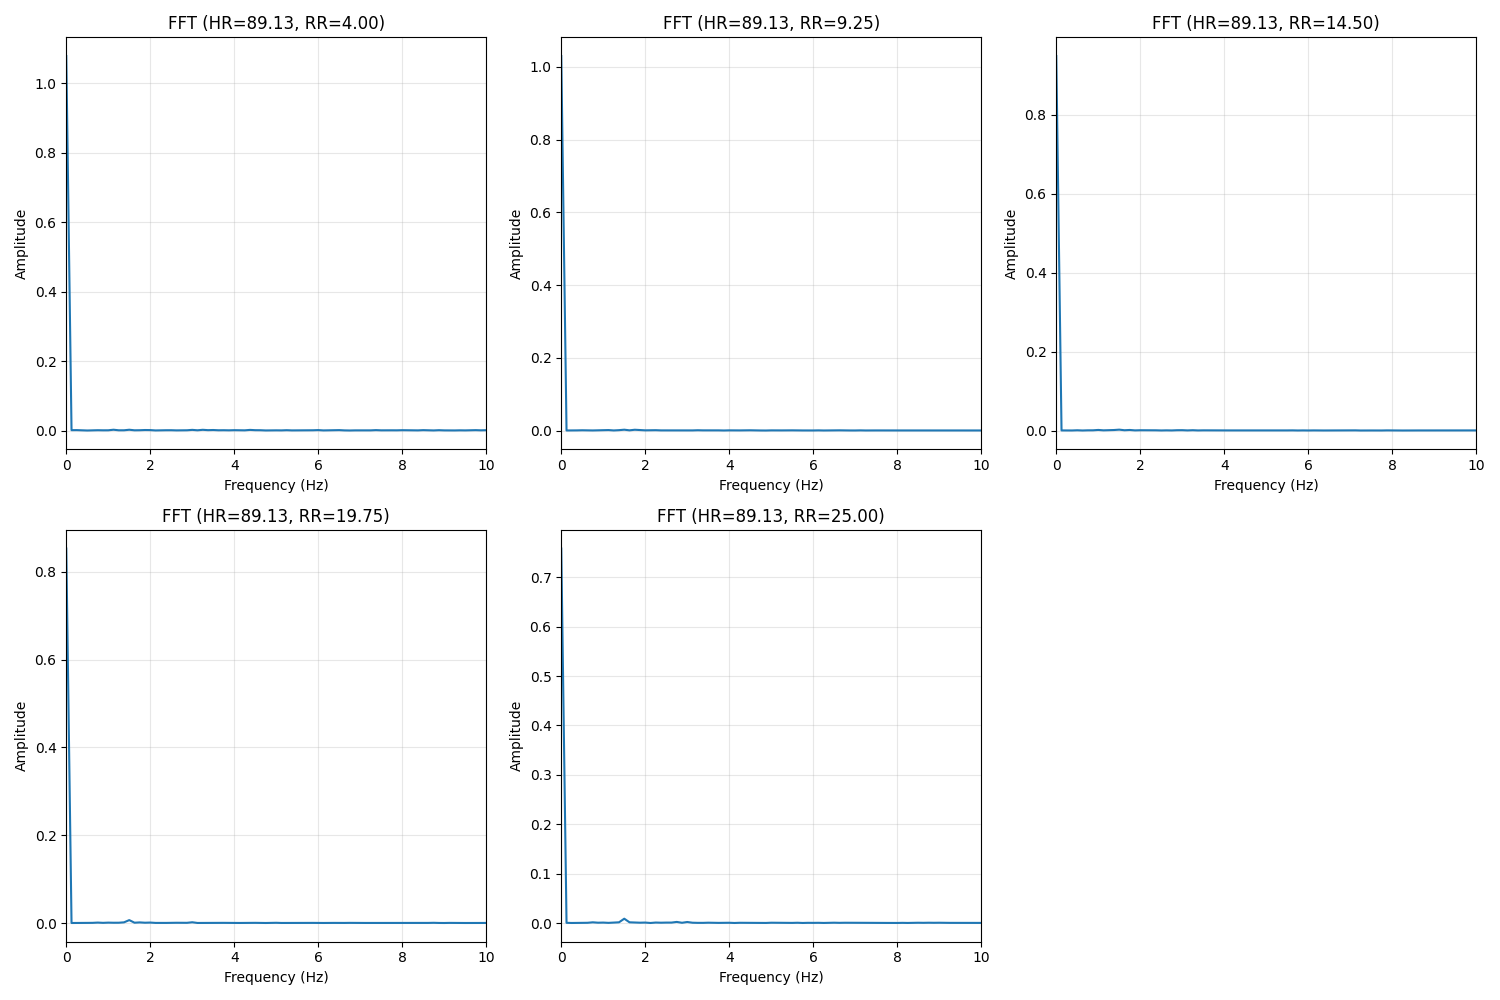 FFT (HR=89.13, RR=4.00)
1.0
0.8
0.6
0.4
0.2
0.0
Amplitude
0 2 4 6 8 10
Frequency (Hz)
FFT (HR=89.13, RR=9.25)
1.0
0.8
0.6
0.4
0.2
0.0
Amplitude
0 2 4 6 8 10
Frequency (Hz)
FFT (HR=89.13, RR=14.50)
0.8
0.6
0.4
0.2
0.0
Amplitude
0 2 4 6 8 10
Frequency (Hz)
FFT (HR=89.13, RR=19.75)
0.8
0.6
0.4
0.2
0.0
Amplitude
0 2 4 6 8 10
Frequency (Hz)
FFT (HR=89.13, RR=25.00)
0.7
0.6
0.5
0.4
0.3
0.2
0.1
0.0
Amplitude
0 2 4 6 8 10
Frequency (Hz)